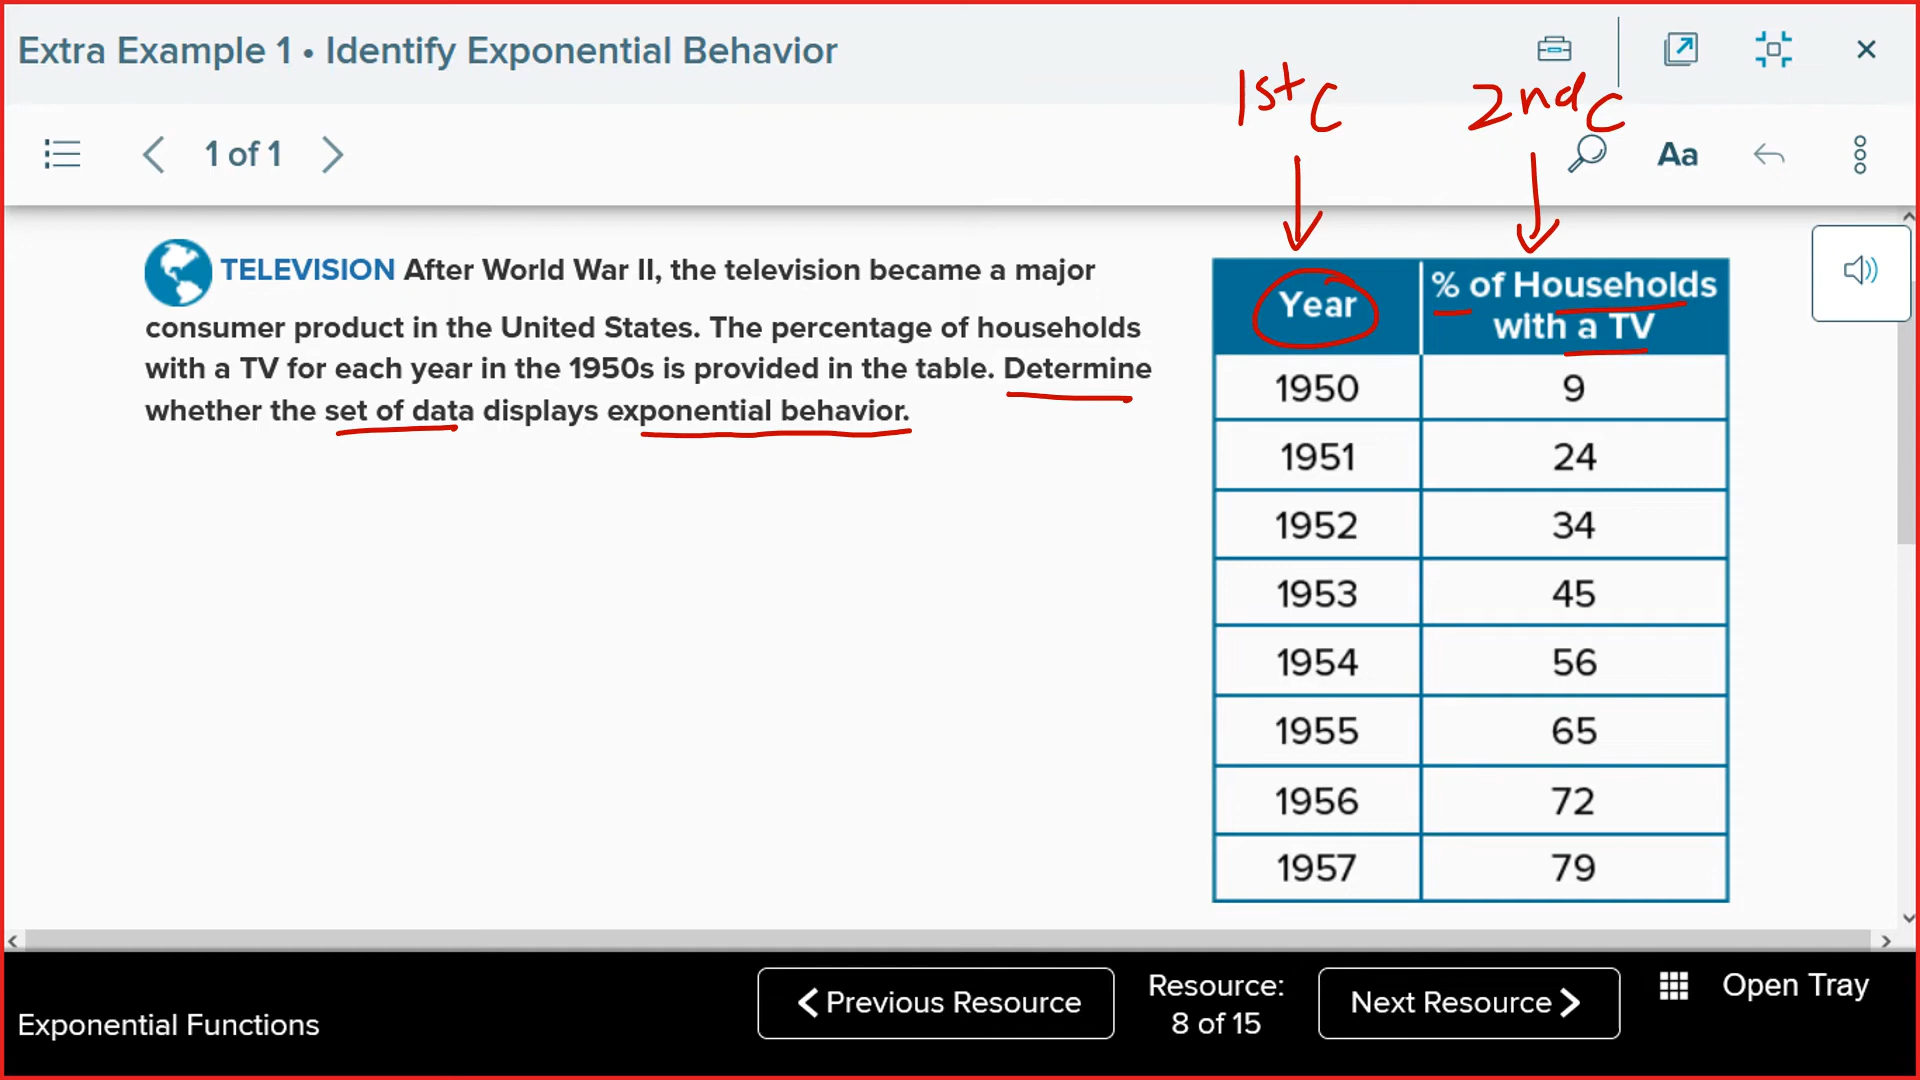 Extra Example 1 • Identify Exponential Behavior
1st C
2nd C
1 of 1
Aa
TELEVISION After World War II, the television became a major
consumer product in the United States. The percentage of households
with a TV for each year in the 1950s is provided in the table. Determine
whether the set of data displays exponential behavior.
Year
% of Households
with a TV
1950 9
1951 24
1952 34
1953 45
1954 56
1955 65
1956 72
1957 79
Exponential Functions
Previous Resource
Resource:
8 of 15
Next Resource
Open Tray